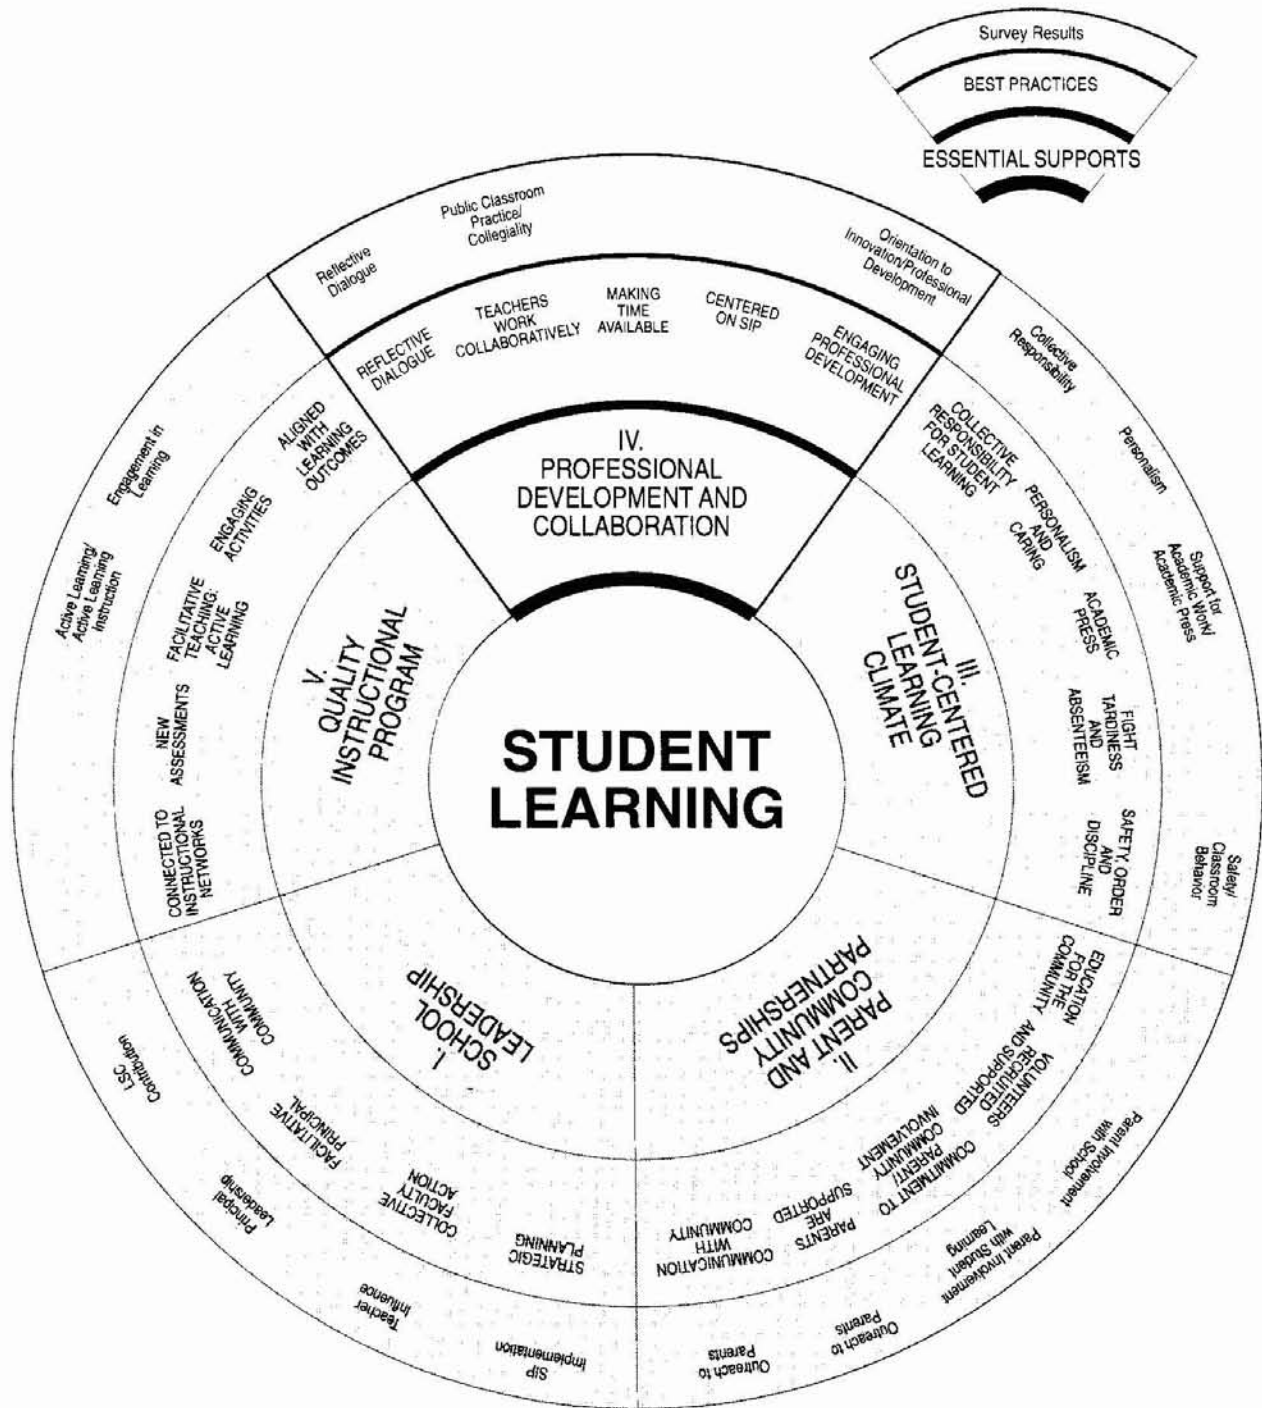 Survey Results
BEST PRACTICES
ESSENTIAL SUPPORTS
Reflective
Dialogue
Public Classroom
Practice/
Collegiality
Orientation to
Innovation/Professional
Development
REFLECTIVE
DIALOGUE
TEACHERS
WORK
COLLABORATIVELY
MAKING
TIME
AVAILABLE
CENTERED
ON SIP
ENGAGING
PROFESSIONAL
DEVELOPMENT
IV.
PROFESSIONAL
DEVELOPMENT AND
COLLABORATION
Collective
Responsibility
Personalism
Support for
Academic Work/
Academic Press
Safety/
Classroom
Behavior
COLLECTIVE
RESPONSIBILITY
FOR STUDENT
LEARNING
PERSONALISM
AND
CARING
ACADEMIC
PRESS
FIGHT
TARDINESS
AND
ABSENTEEISM
SAFETY, ORDER
AND
DISCIPLINE
III.
STUDENT-CENTERED
LEARNING
CLIMATE
STUDENT
LEARNING
Engagement in
Learning
Active Learning/
Active Learning
Instruction
ALIGNED
WITH
LEARNING
OUTCOMES
ENGAGING
ACTIVITIES
FACILITATIVE
TEACHING:
ACTIVE
LEARNING
NEW
ASSESSMENTS
CONNECTED TO
INSTRUCTIONAL
NETWORKS
V.
QUALITY
INSTRUCTIONAL
PROGRAM
I.
SCHOOL
LEADERSHIP
COMMUNICATION
WITH
COMMUNITY
FACILITATIVE
PRINCIPAL
COLLECTIVE
FACULTY
ACTION
STRATEGIC
PLANNING
LSC
Contribution
Principal
Leadership
Teacher
Influence
SIP
Implementation
II.
PARENT AND
COMMUNITY
PARTNERSHIPS
EDUCATION
FOR THE
COMMUNITY
VOLUNTEERS
RECRUITED
AND SUPPORTED
COMMITMENT TO
PARENT/
COMMUNITY
INVOLVEMENT
PARENTS
ARE
SUPPORTED
COMMUNICATION
WITH
COMMUNITY
Parent Involvement
with School
Parent Involvement
with Student
Learning
Outreach to
Parents
Outreach to
Parents